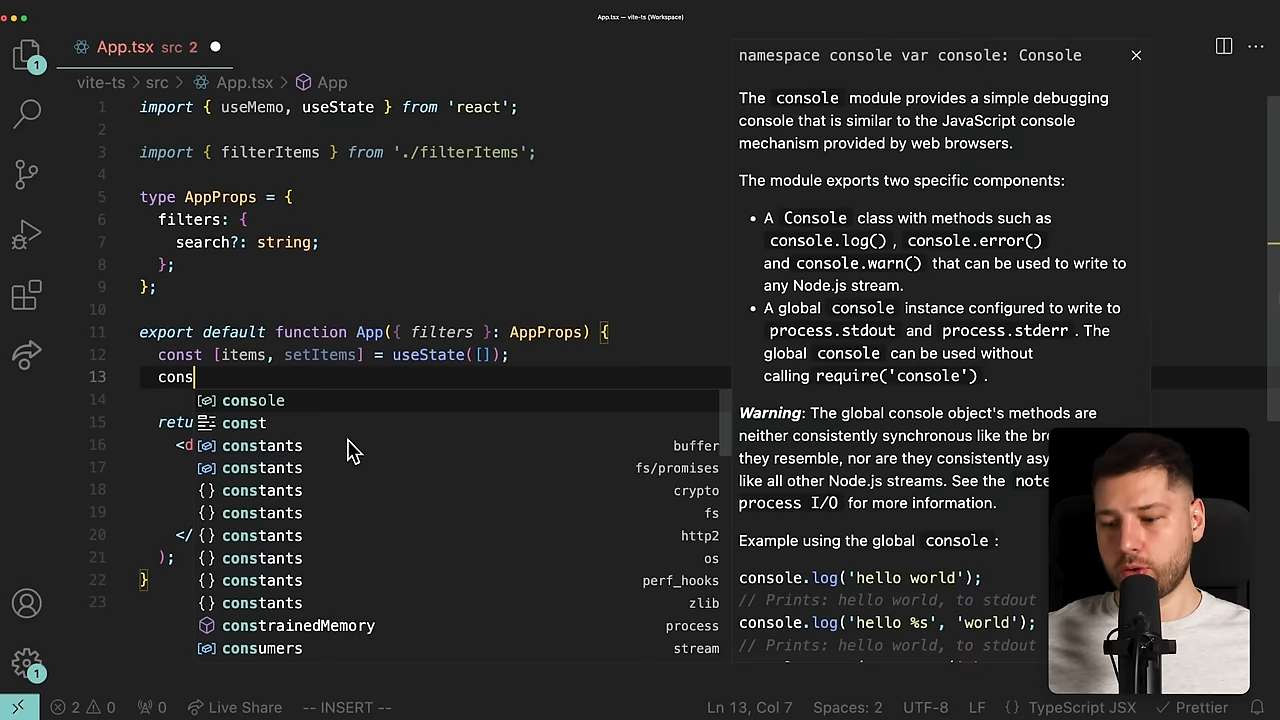 App.tsx — vite-ts (Workspace)
App.tsx src 2
vite-ts > src > App.tsx > App
1 import { useMemo, useState } from 'react';
2
3 import { filterItems } from './filterItems';
4
5 type AppProps = {
6 filters: {
7 search?: string;
8 };
9 };
10
11 export default function App({ filters }: AppProps) {
12 const [items, setItems] = useState([]);
13 cons
14
15 retu
16 <d
17
18
19
20 </
21 );
22 }
23
console
const
constants buffer
constants fs/promises
constants crypto
constants fs
constants http2
constants os
constants perf_hooks
constants zlib
constrainedMemory process
consumers stream
namespace console var console: Console
The console module provides a simple debugging
console that is similar to the JavaScript console
mechanism provided by web browsers.
The module exports two specific components:
• A Console class with methods such as
console.log() , console.error()
and console.warn() that can be used to write to
any Node.js stream.
• A global console instance configured to write to
process.stdout and process.stderr . The
global console can be used without
calling require('console') .
Warning: The global console object's methods are
neither consistently synchronous like the bro
they resemble, nor are they consistently asy
like all other Node.js streams. See the note
process I/O for more information.
Example using the global console :
console.log('hello world');
// Prints: hello world, to stdout
console.log('hello %s', 'world');
// Prints: hello world, to stdout
1
1
2 0 0 Live Share -- INSERT -- Ln 13, Col 7 Spaces: 2 UTF-8 LF {} TypeScript JSX Prettier